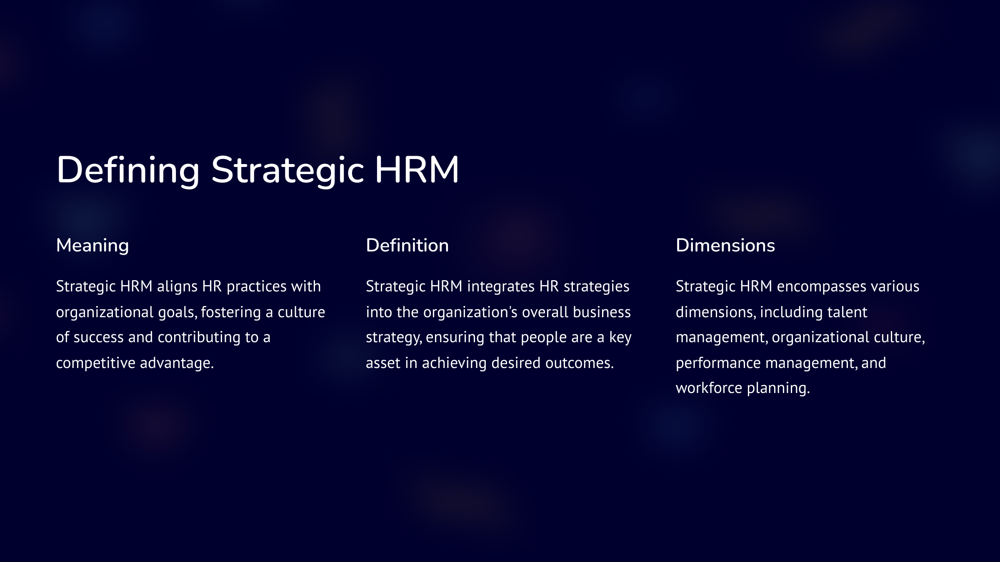 Defining Strategic HRM
Meaning
Strategic HRM aligns HR practices with
organizational goals, fostering a culture
of success and contributing to a
competitive advantage.
Definition
Strategic HRM integrates HR strategies
into the organization's overall business
strategy, ensuring that people are a key
asset in achieving desired outcomes.
Dimensions
Strategic HRM encompasses various
dimensions, including talent
management, organizational culture,
performance management, and
workforce planning.